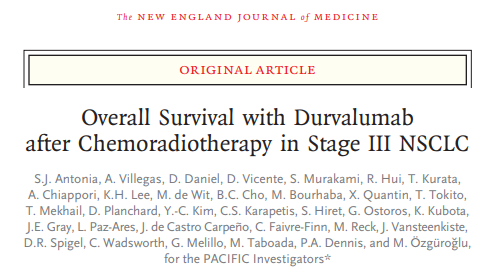 The NEW ENGLAND JOURNAL of MEDICINE
ORIGINAL ARTICLE
Overall Survival with Durvalumab
after Chemoradiotherapy in Stage III NSCLC
S.J. Antonia, A. Villegas, D. Daniel, D. Vicente, S. Murakami, R. Hui, T. Kurata,
A. Chiappori, K.H. Lee, M. de Wit, B.C. Cho, M. Bourhaba, X. Quantin, T. Tokito,
T. Mekhail, D. Planchard, Y.-C. Kim, C.S. Karapetis, S. Hiret, G. Ostoros, K. Kubota,
J.E. Gray, L. Paz-Ares, J. de Castro Carpeño, C. Faivre-Finn, M. Reck, J. Vansteenkiste,
D.R. Spigel, C. Wadsworth, G. Melillo, M. Taboada, P.A. Dennis, and M. Özgüroğlu,
for the PACIFIC Investigators*